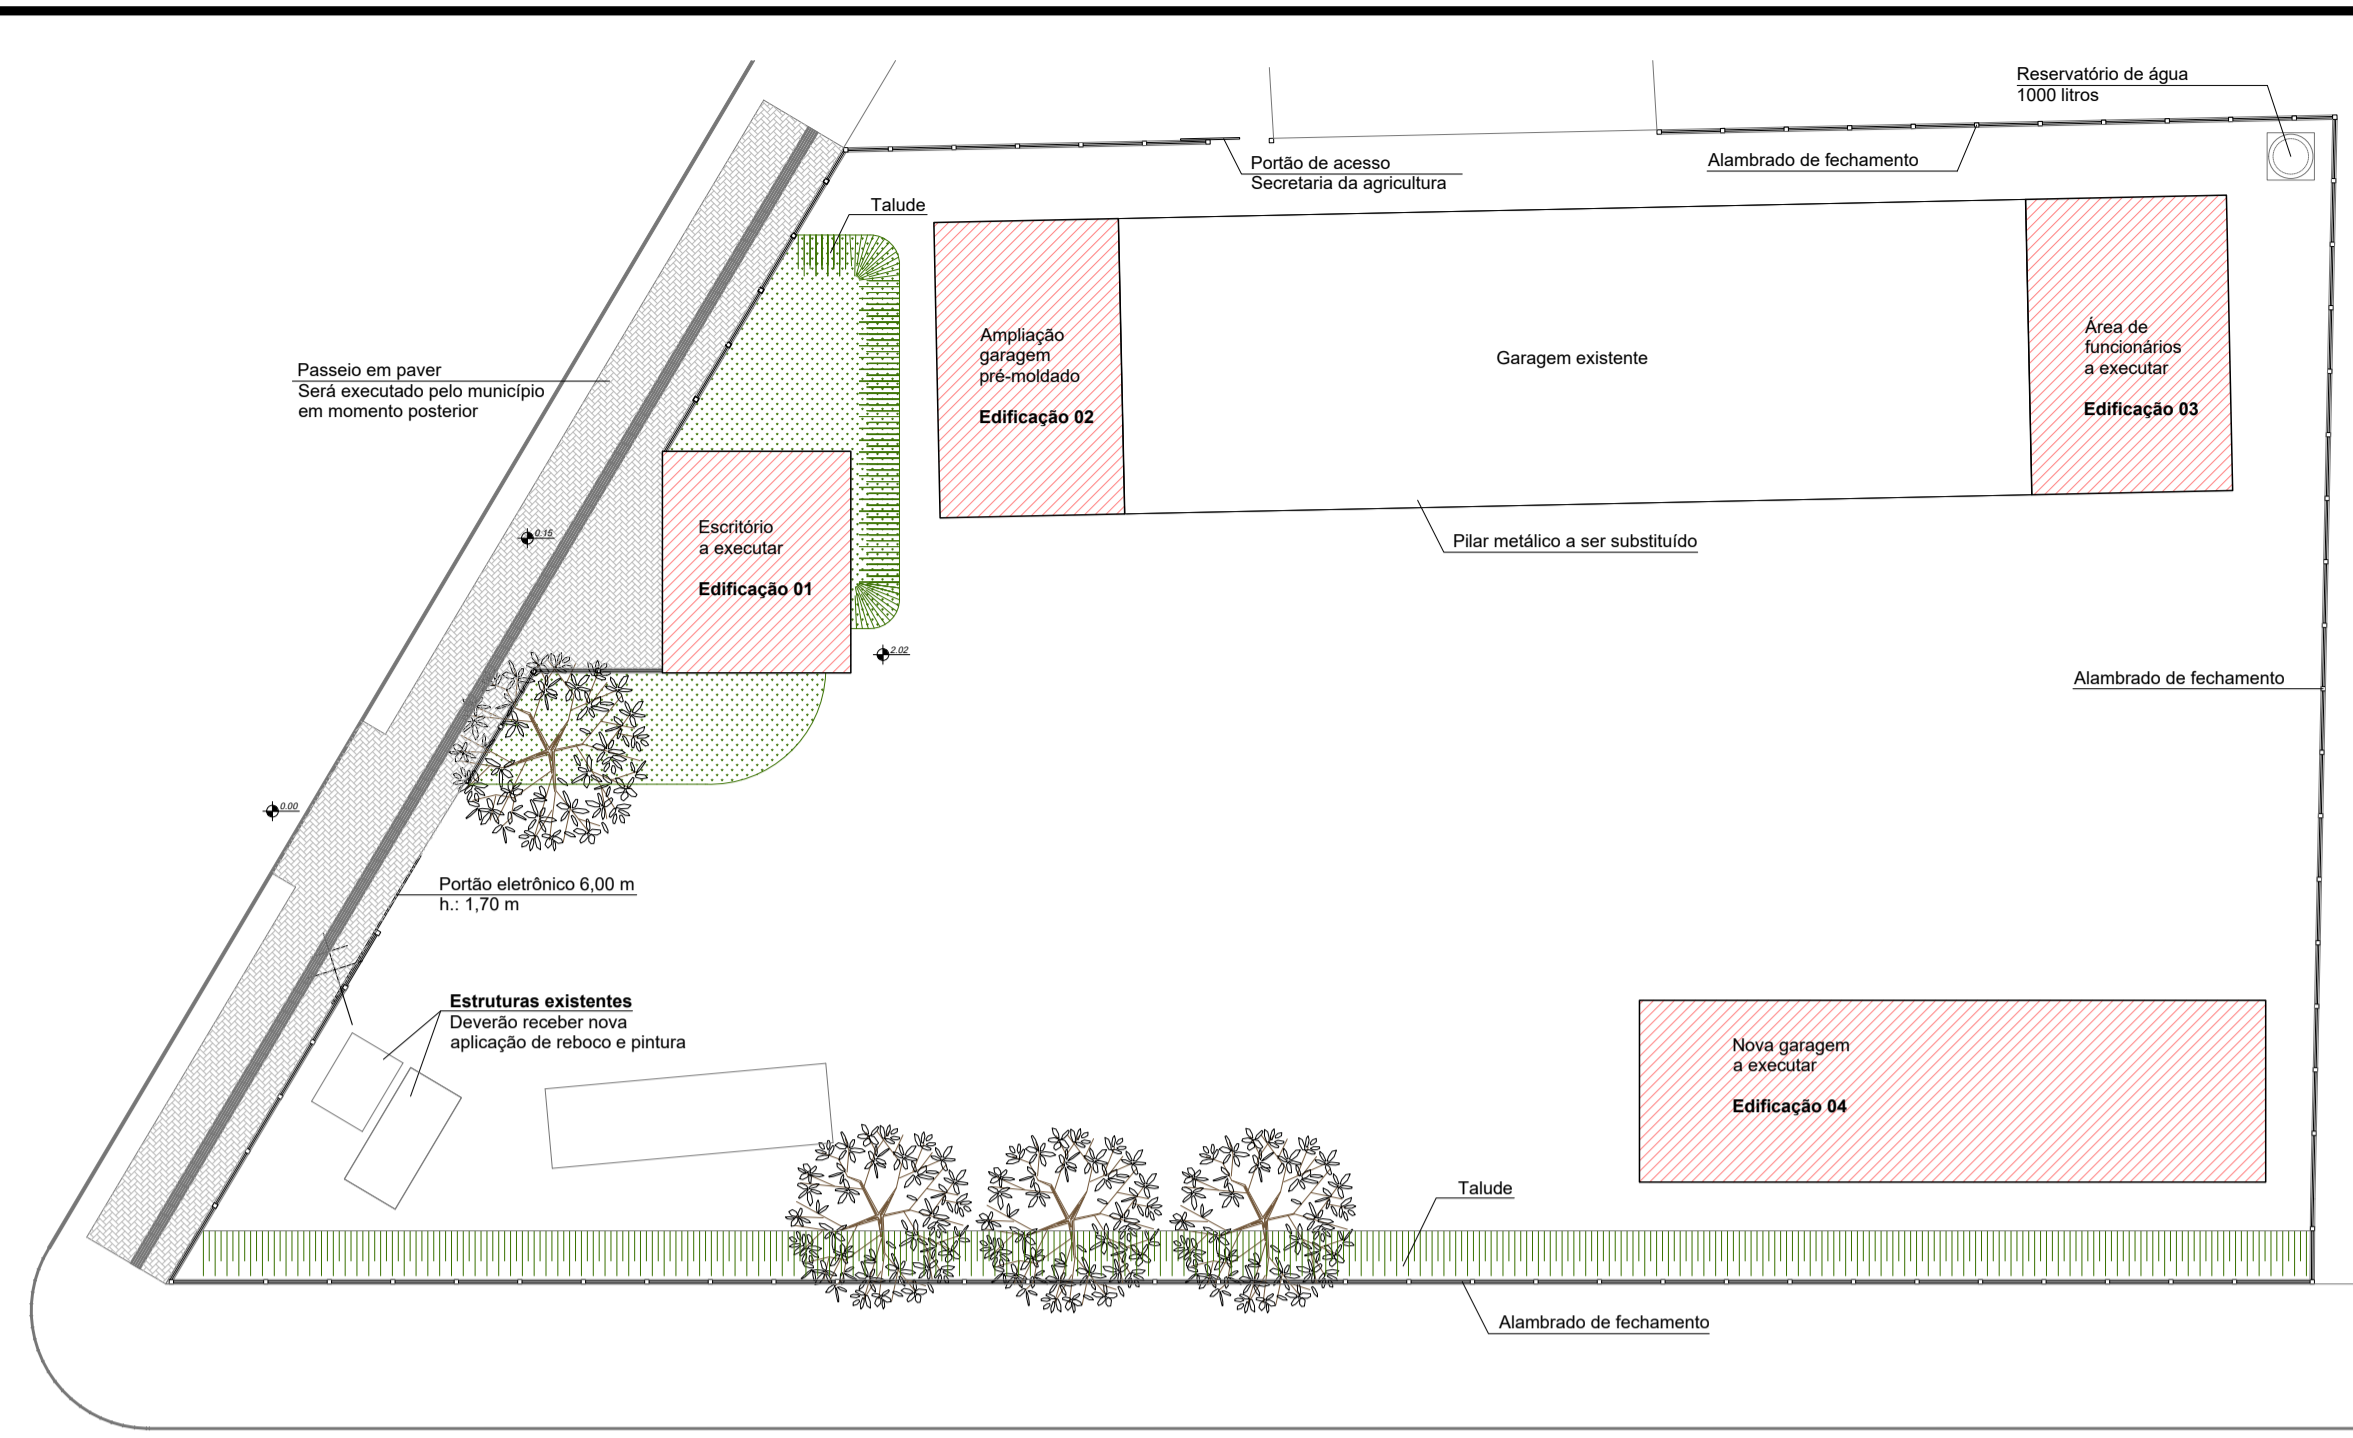 Reservatório de água
1000 litros
Portão de acesso
Secretaria da agricultura
Alambrado de fechamento
Talude
Ampliação
garagem
pré-moldado
Edificação 02
Garagem existente
Área de
funcionários
a executar
Edificação 03
Passeio em paver
Será executado pelo município
em momento posterior
Escritório
a executar
Edificação 01
0.15
Pilar metálico a ser substituído
2.02
Alambrado de fechamento
0.00
Portão eletrônico 6,00 m
h.: 1,70 m
Estruturas existentes
Deverão receber nova
aplicação de reboco e pintura
Nova garagem
a executar
Edificação 04
Talude
Alambrado de fechamento